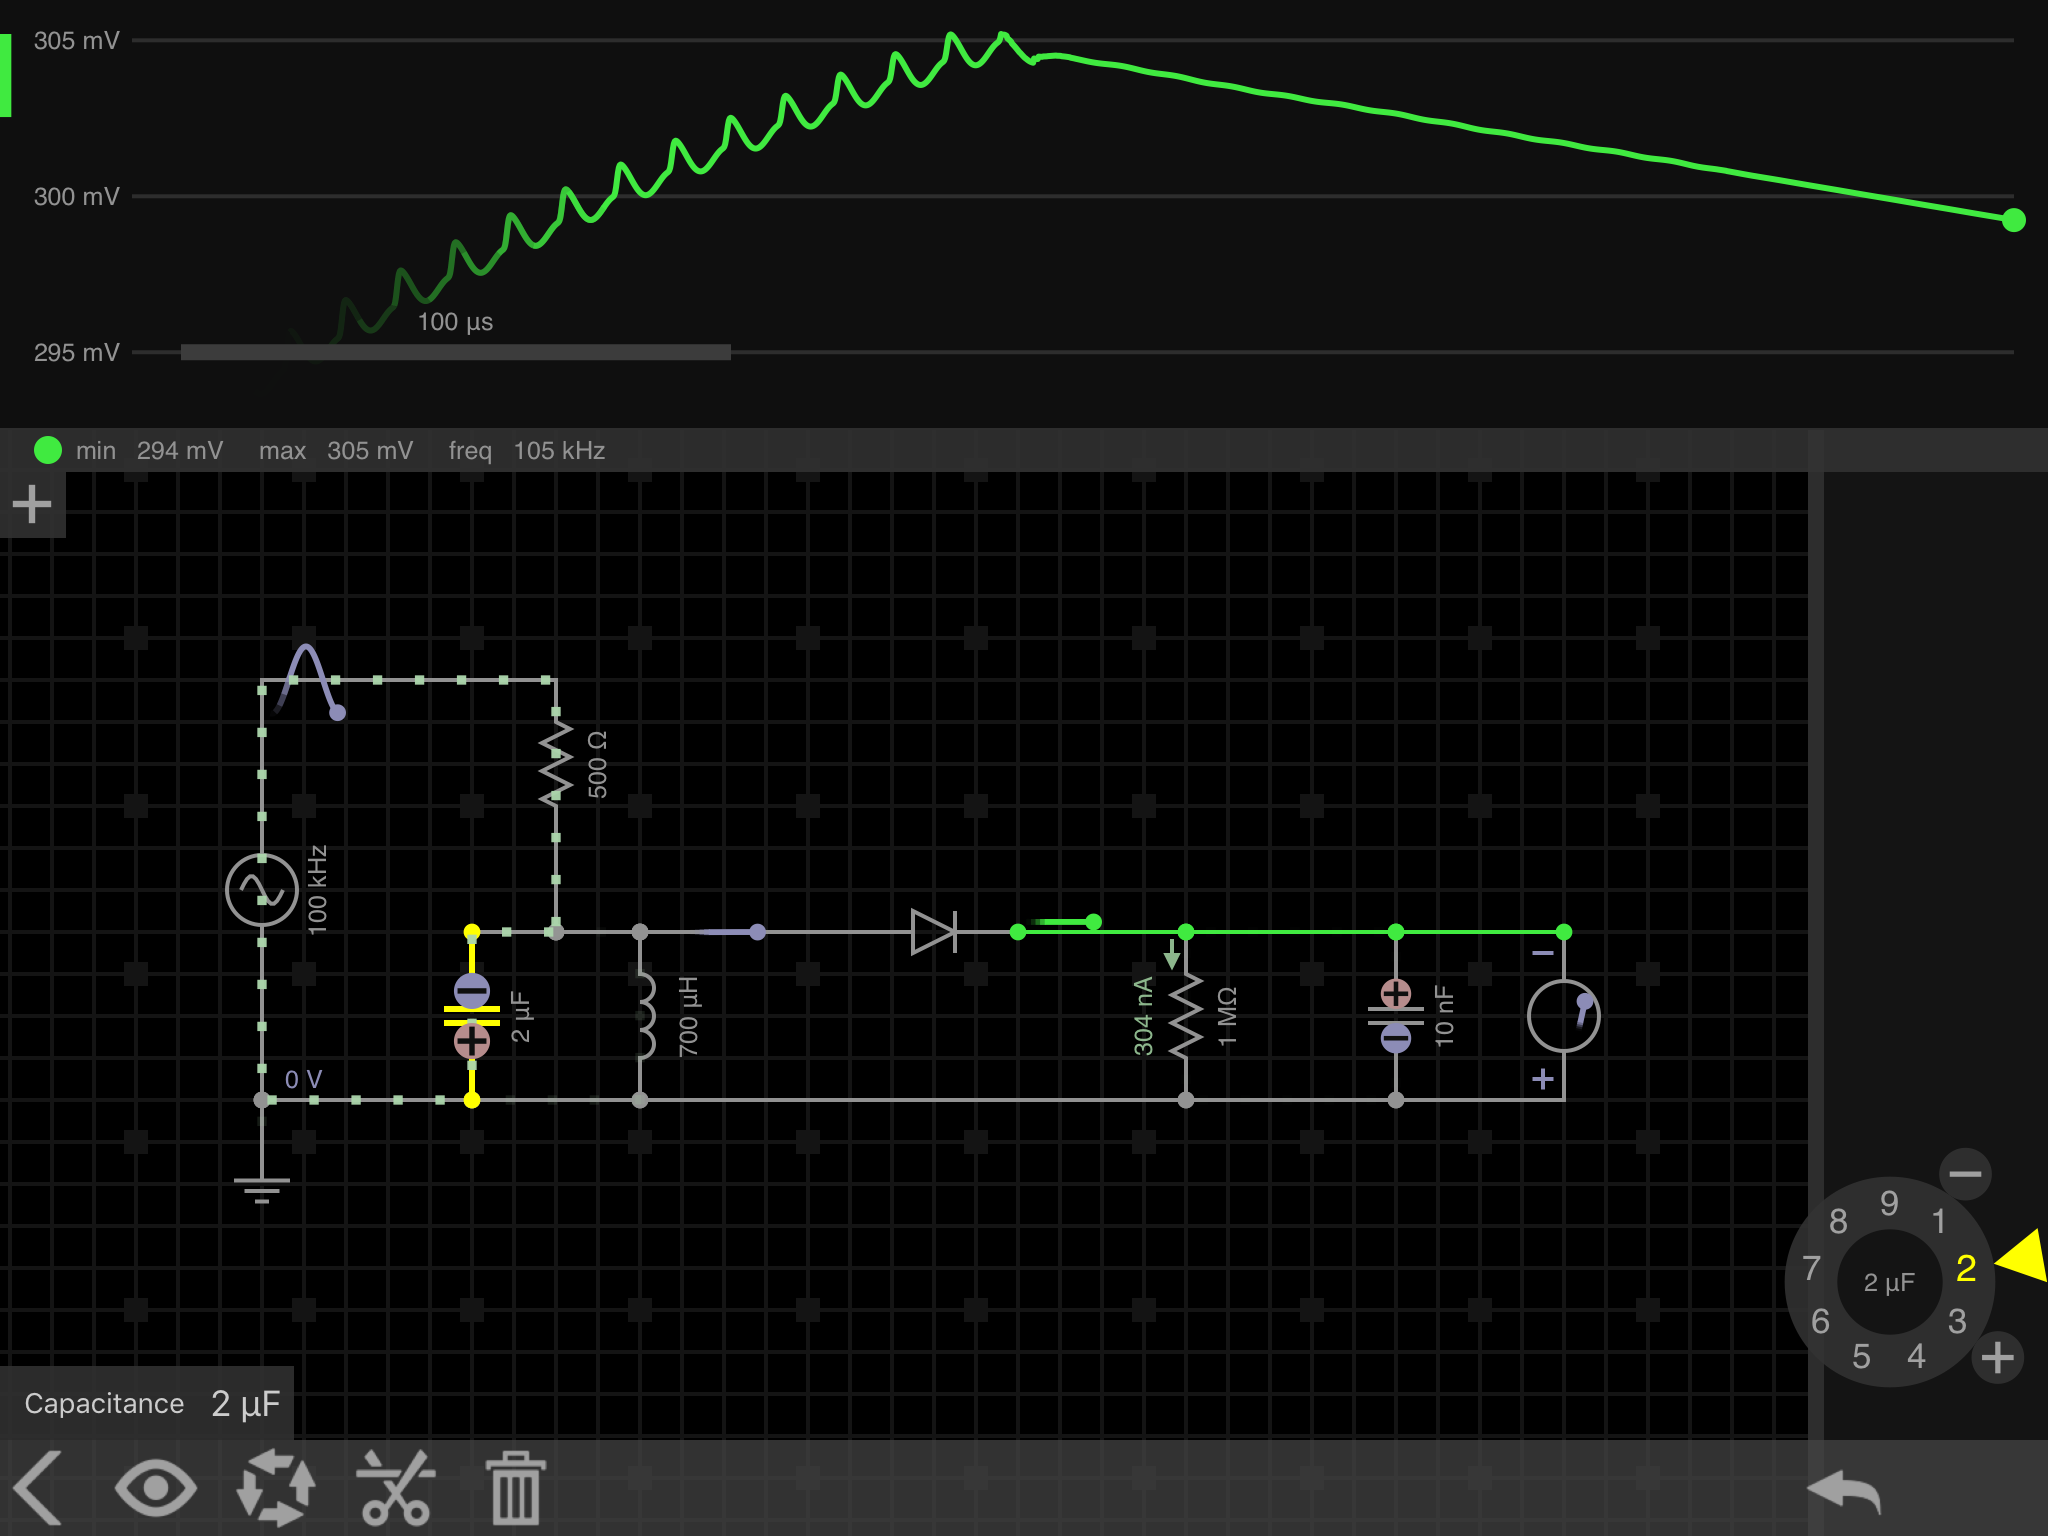 305 mV
300 mV
100 µs
295 mV
min 294 mV max 305 mV freq 105 kHz
500 Ω
100 kHz
0 V
2 µF
700 µH
304 nA
1 MΩ
10 nF
−
+
9
8 1
7 2 µF 2
6 3
5 4
Capacitance 2 µF